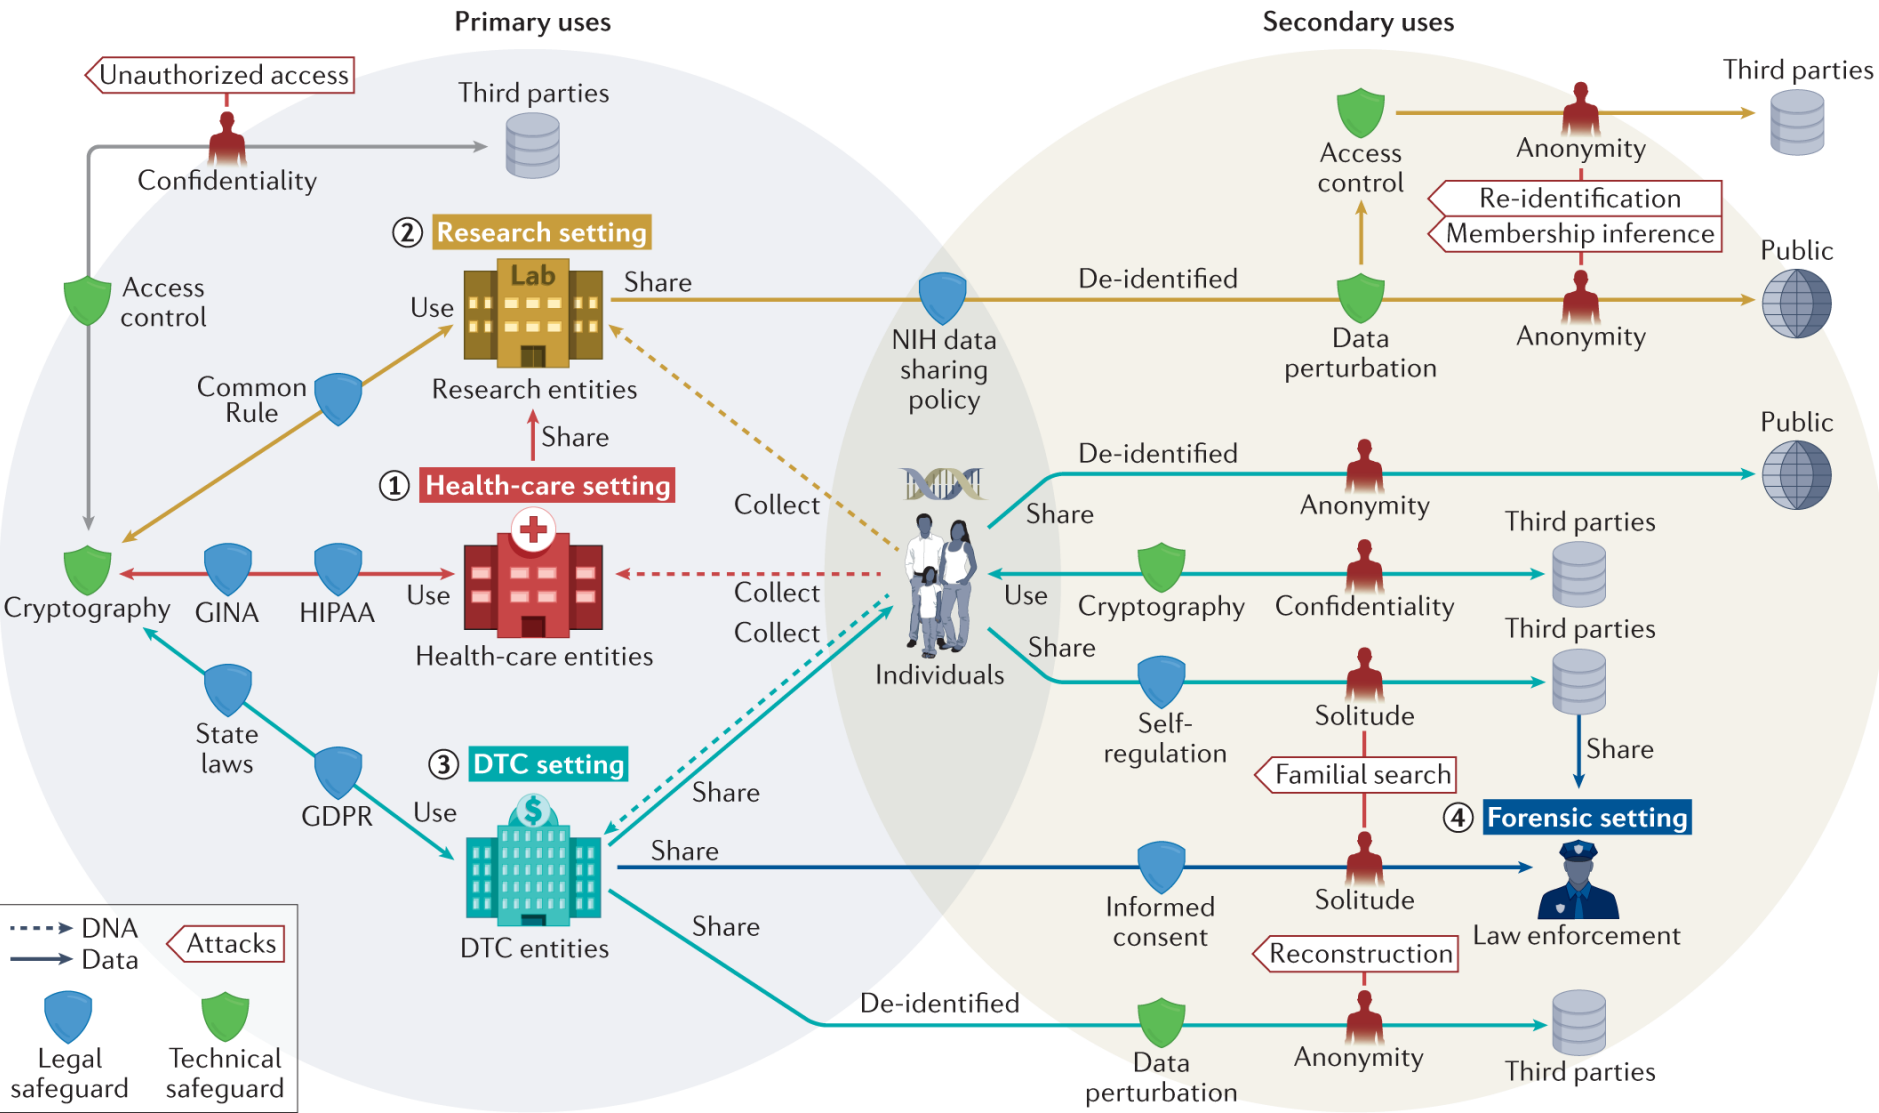 Primary uses
Secondary uses
Unauthorized access
Third parties
Confidentiality
Third parties
Access
control
Anonymity
Re-identification
Membership inference
② Research setting
Lab
Share
Use
Research entities
Access
control
Common
Rule
NIH data
sharing
policy
De-identified
Data
perturbation
Anonymity
Public
Share
① Health-care setting
Collect
Collect
Collect
Cryptography
GINA
HIPAA
Use
Health-care entities
Individuals
De-identified
Share
Anonymity
Public
Third parties
Use
Cryptography
Confidentiality
Third parties
Share
Self-
regulation
Solitude
Share
Familial search
State
laws
GDPR
Use
③ DTC setting
$
Share
DTC entities
④ Forensic setting
Share
Informed
consent
Solitude
Law enforcement
Share
De-identified
Reconstruction
Data
perturbation
Anonymity
Third parties
DNA
Data
Attacks
Legal
safeguard
Technical
safeguard